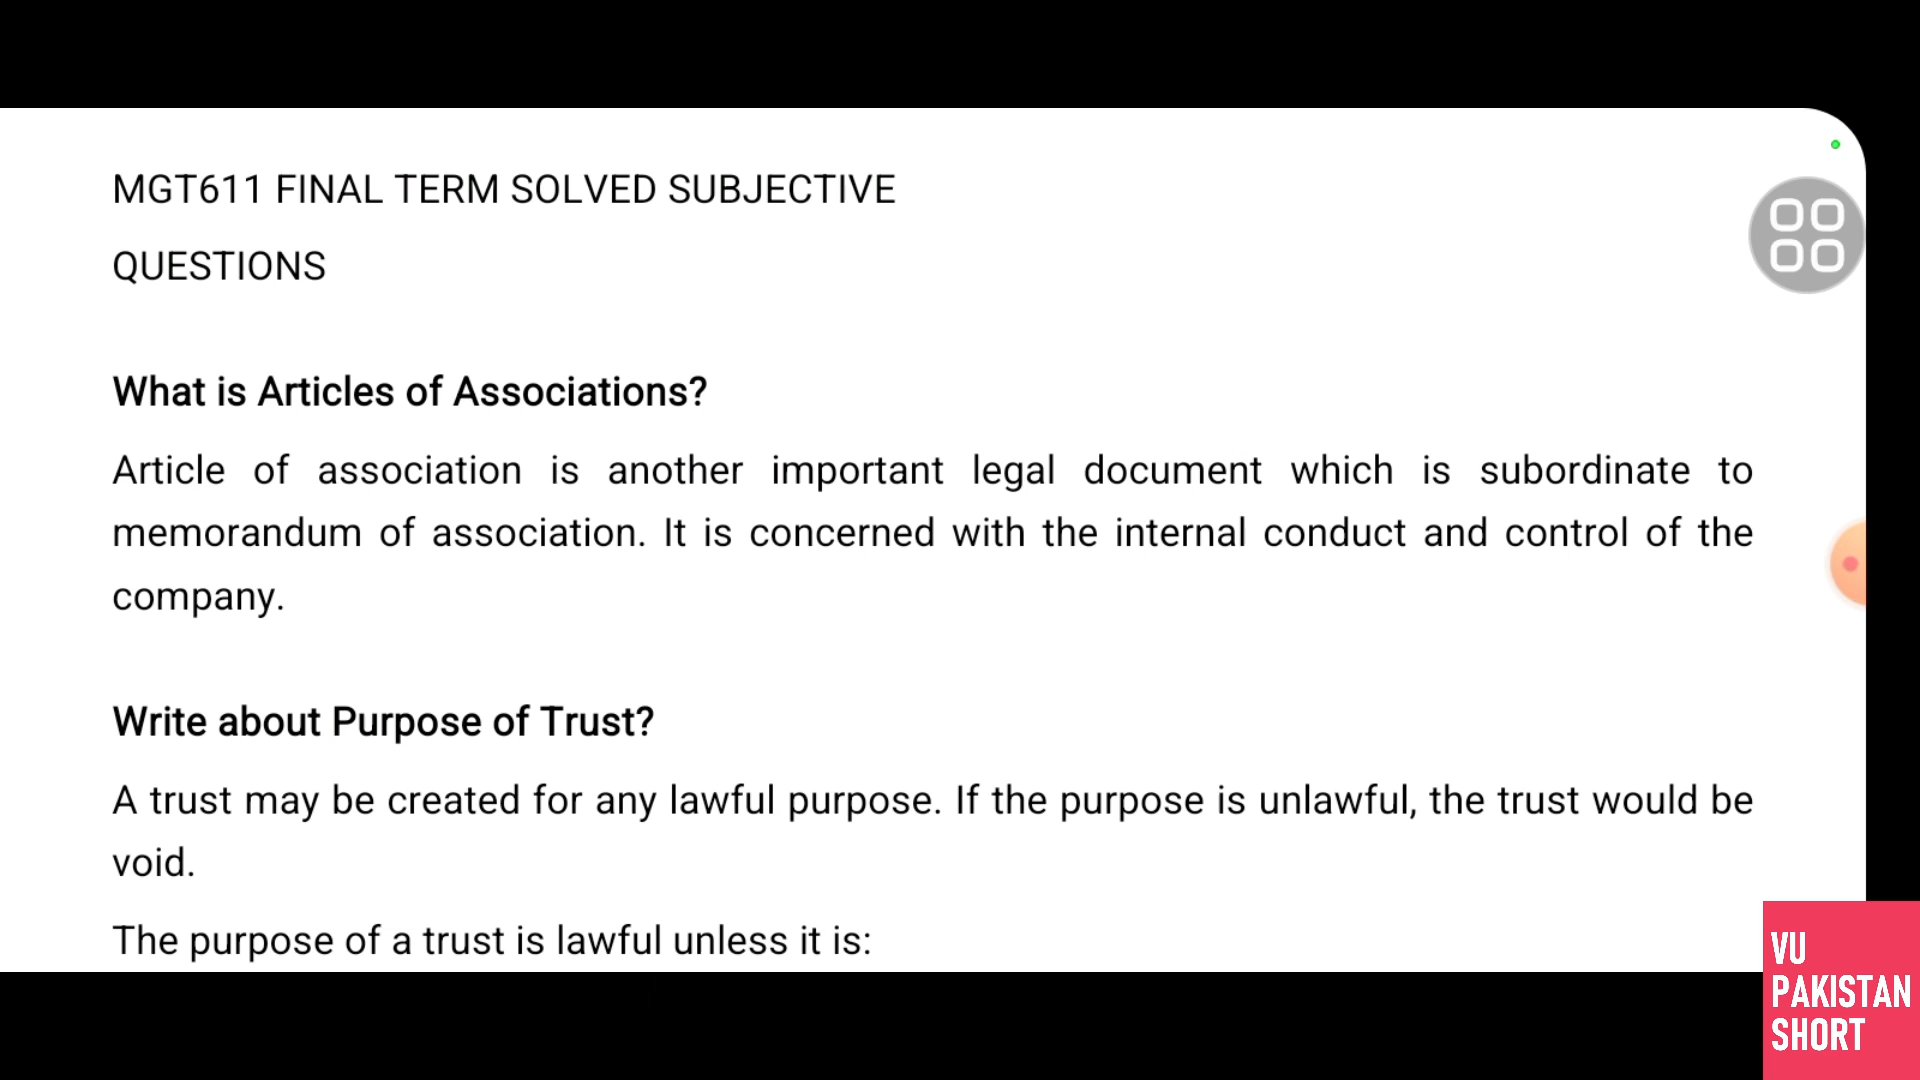 MGT611 FINAL TERM SOLVED SUBJECTIVE
QUESTIONS
What is Articles of Associations?
Article of association is another important legal document which is subordinate to
memorandum of association. It is concerned with the internal conduct and control of the
company.
Write about Purpose of Trust?
A trust may be created for any lawful purpose. If the purpose is unlawful, the trust would be
void.
The purpose of a trust is lawful unless it is:
VU
PAKISTAN
SHORT